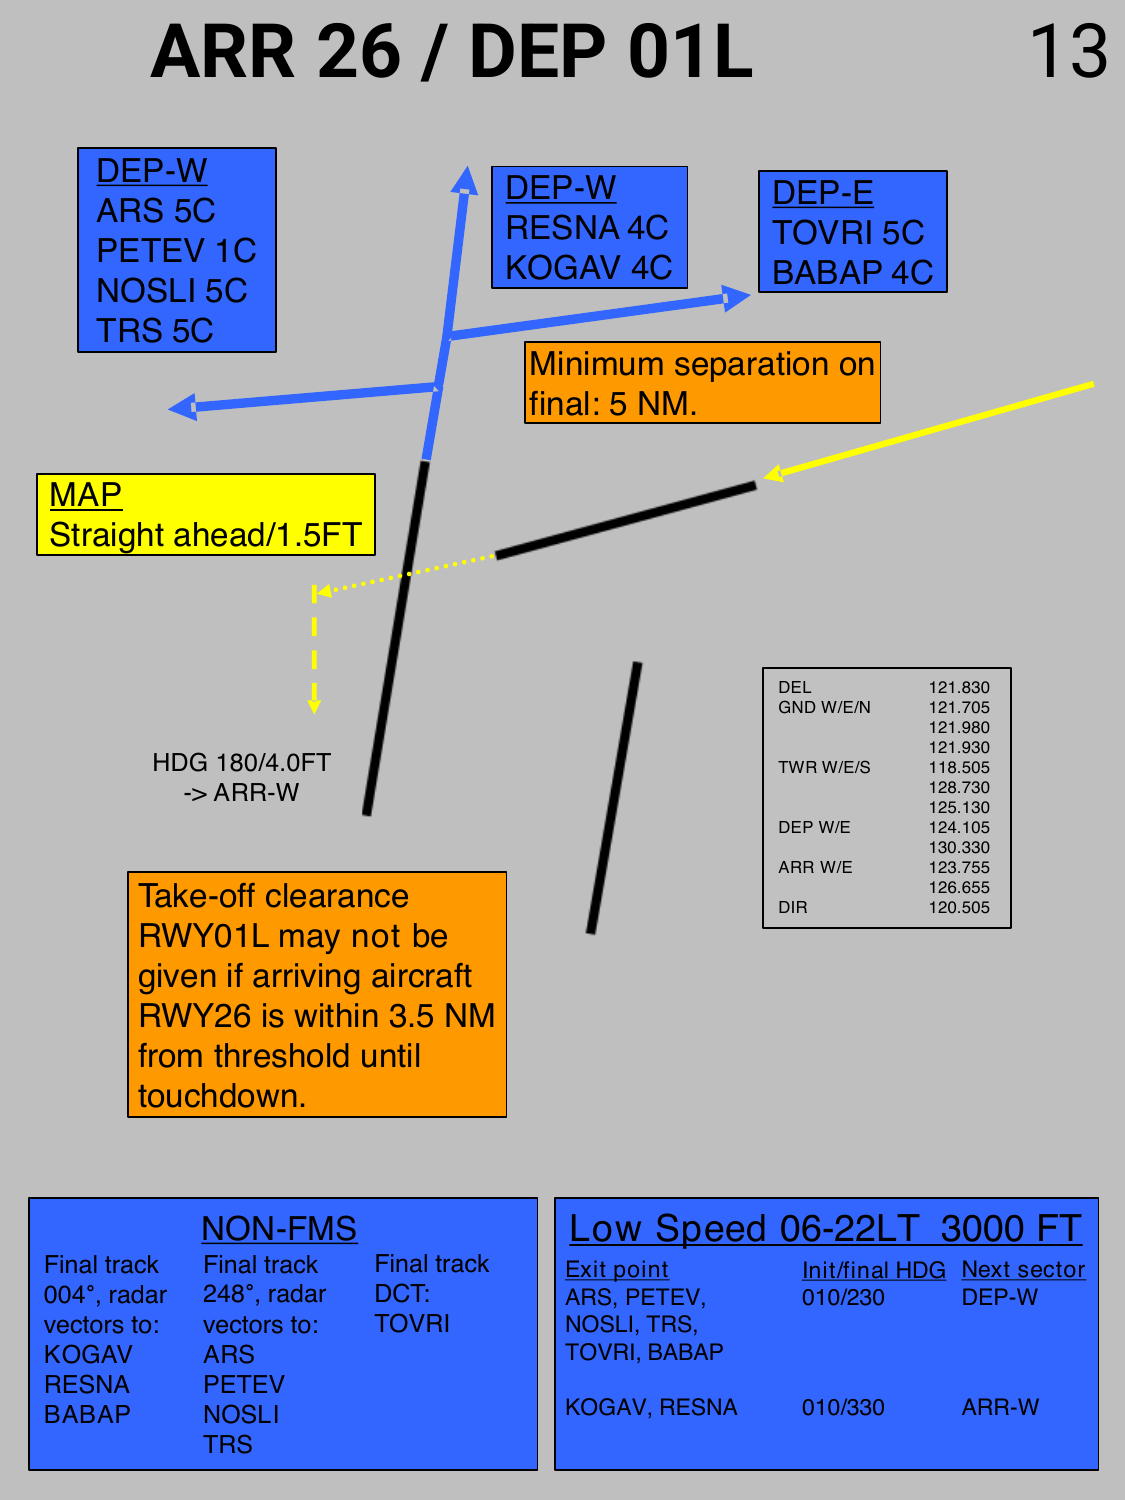 ARR 26 / DEP 01L
13
DEP-W
ARS 5C
PETEV 1C
NOSLI 5C
TRS 5C
DEP-W
RESNA 4C
KOGAV 4C
DEP-E
TOVRI 5C
BABAP 4C
Minimum separation on
final: 5 NM.
MAP
Straight ahead/1.5FT
HDG 180/4.0FT
-> ARR-W
DEL 121.830
GND W/E/N 121.705
121.980
121.930
TWR W/E/S 118.505
128.730
125.130
DEP W/E 124.105
130.330
ARR W/E 123.755
126.655
DIR 120.505
Take-off clearance
RWY01L may not be
given if arriving aircraft
RWY26 is within 3.5 NM
from threshold until
touchdown.
NON-FMS
Final track
004°, radar
vectors to:
KOGAV
RESNA
BABAP
Final track
248°, radar
vectors to:
ARS
PETEV
NOSLI
TRS
Final track
DCT:
TOVRI
Low Speed 06-22LT 3000 FT
Exit point Init/final HDG Next sector
ARS, PETEV, 010/230 DEP-W
NOSLI, TRS,
TOVRI, BABAP
KOGAV, RESNA 010/330 ARR-W